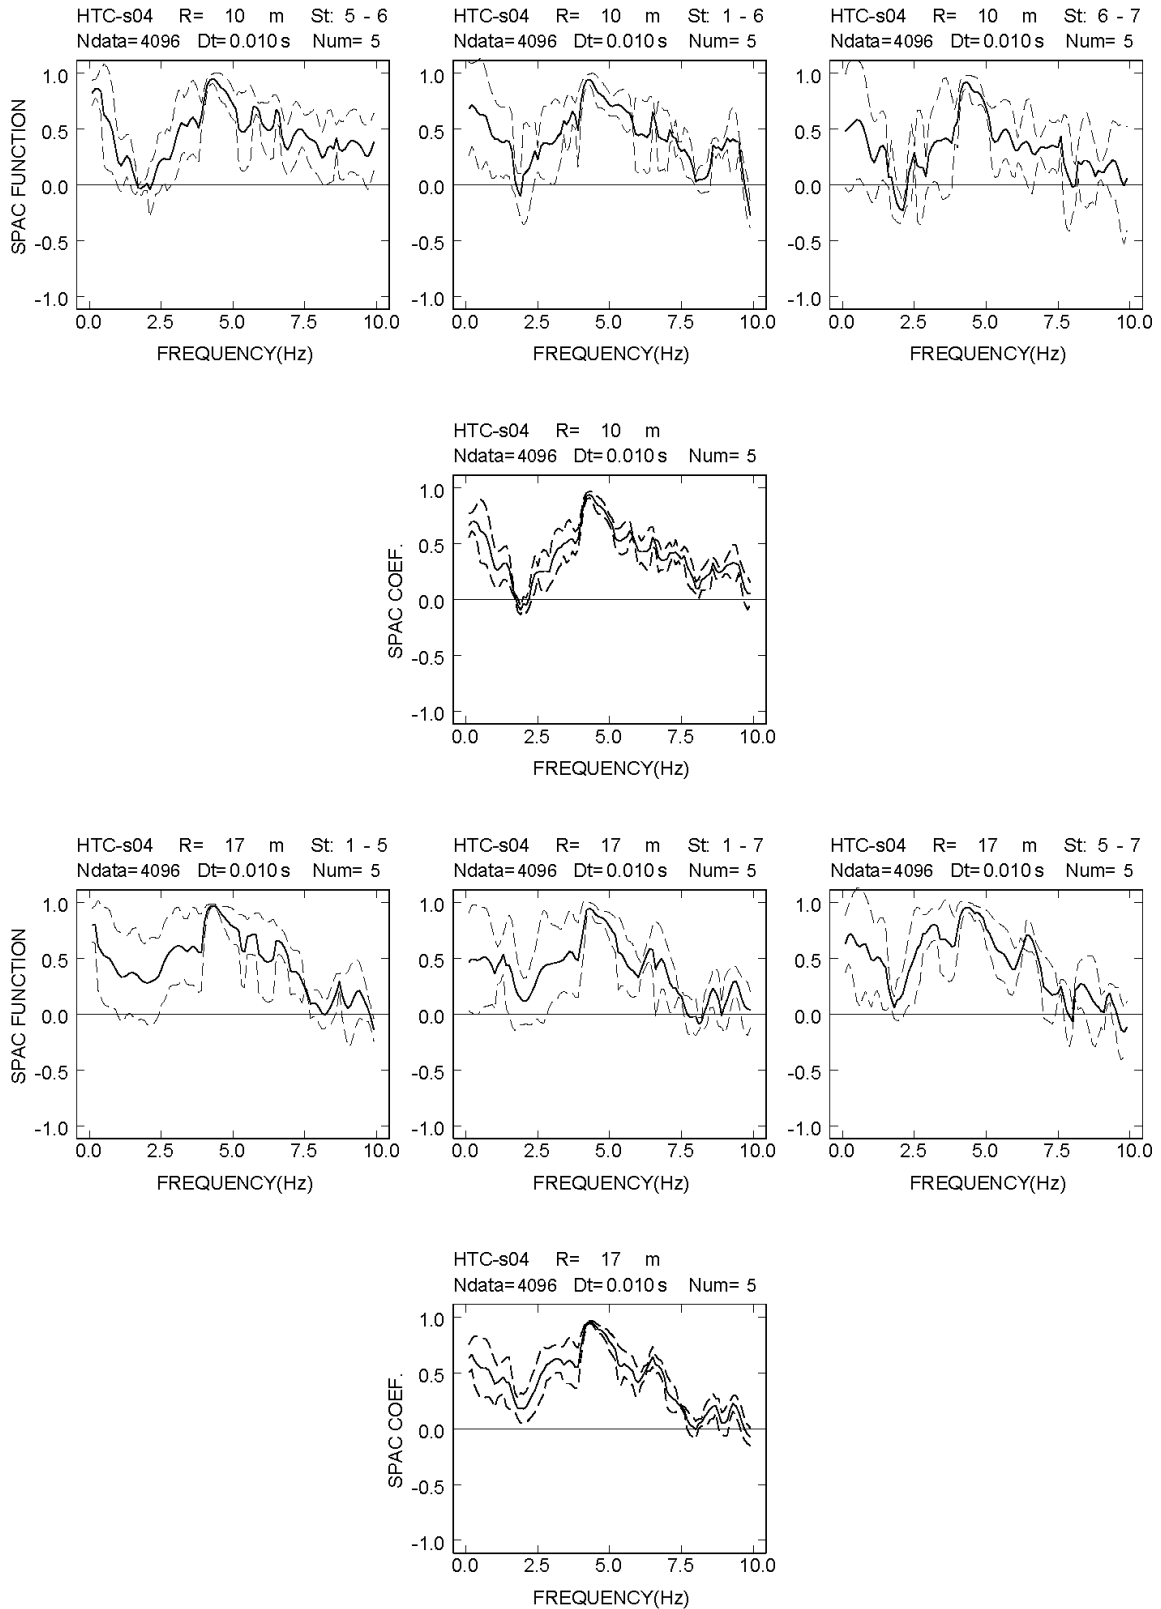 HTC-s04 R= 10 m St: 5 - 6
Ndata=4096 Dt=0.010 s Num= 5
HTC-s04 R= 10 m St: 1 - 6
Ndata=4096 Dt=0.010 s Num= 5
HTC-s04 R= 10 m St: 6 - 7
Ndata=4096 Dt=0.010 s Num= 5
SPAC FUNCTION
1.0
0.5
0.0
-0.5
-1.0
0.0 2.5 5.0 7.5 10.0
FREQUENCY(Hz)
0.0 2.5 5.0 7.5 10.0
FREQUENCY(Hz)
0.0 2.5 5.0 7.5 10.0
FREQUENCY(Hz)
1.0
0.5
0.0
-0.5
-1.0
1.0
0.5
0.0
-0.5
-1.0
HTC-s04 R= 10 m
Ndata=4096 Dt=0.010 s Num= 5
SPAC COEF.
1.0
0.5
0.0
-0.5
-1.0
0.0 2.5 5.0 7.5 10.0
FREQUENCY(Hz)
HTC-s04 R= 17 m St: 1 - 5
Ndata=4096 Dt=0.010 s Num= 5
HTC-s04 R= 17 m St: 1 - 7
Ndata=4096 Dt=0.010 s Num= 5
HTC-s04 R= 17 m St: 5 - 7
Ndata=4096 Dt=0.010 s Num= 5
SPAC FUNCTION
1.0
0.5
0.0
-0.5
-1.0
0.0 2.5 5.0 7.5 10.0
FREQUENCY(Hz)
1.0
0.5
0.0
-0.5
-1.0
0.0 2.5 5.0 7.5 10.0
FREQUENCY(Hz)
1.0
0.5
0.0
-0.5
-1.0
0.0 2.5 5.0 7.5 10.0
FREQUENCY(Hz)
HTC-s04 R= 17 m
Ndata=4096 Dt=0.010 s Num= 5
SPAC COEF.
1.0
0.5
0.0
-0.5
-1.0
0.0 2.5 5.0 7.5 10.0
FREQUENCY(Hz)